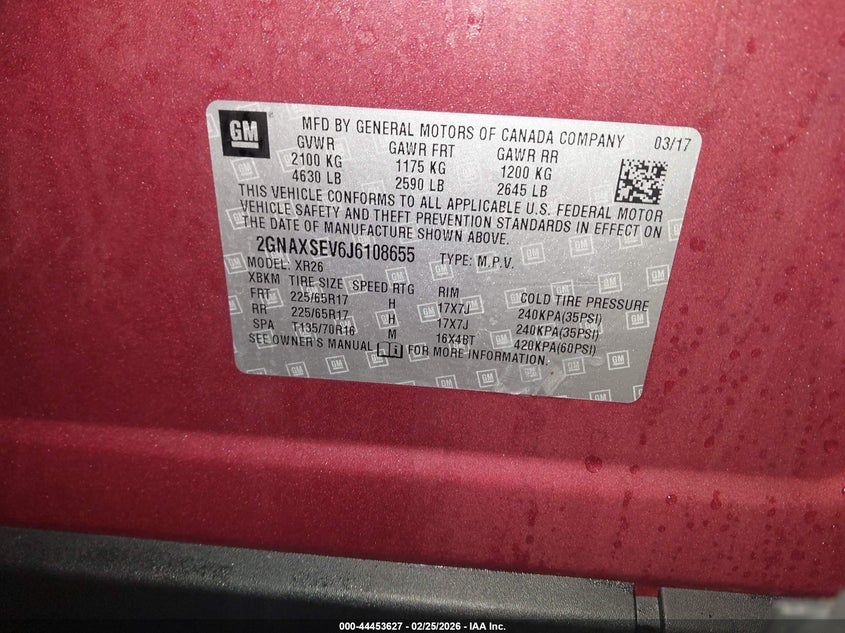 GM
MFD BY GENERAL MOTORS OF CANADA COMPANY 03/17
GVWR GAWR FRT GAWR RR
2100 KG 1175 KG 1200 KG
4630 LB 2590 LB 2645 LB
THIS VEHICLE CONFORMS TO ALL APPLICABLE U.S. FEDERAL MOTOR
VEHICLE SAFETY AND THEFT PREVENTION STANDARDS IN EFFECT ON
THE DATE OF MANUFACTURE SHOWN ABOVE.
2GNAXSEV6J6108655 TYPE: M.P.V.
MODEL: XR26
XBKM TIRE SIZE SPEED RTG RIM COLD TIRE PRESSURE
FRT 225/65R17 H 17X7J 240KPA(35PSI)
RR 225/65R17 H 17X7J 240KPA(35PSI)
SPA T135/70R16 M 16X4BT 420KPA(60PSI)
SEE OWNER'S MANUAL i FOR MORE INFORMATION.
000-44453627 - 02/25/2026 - IAA Inc.